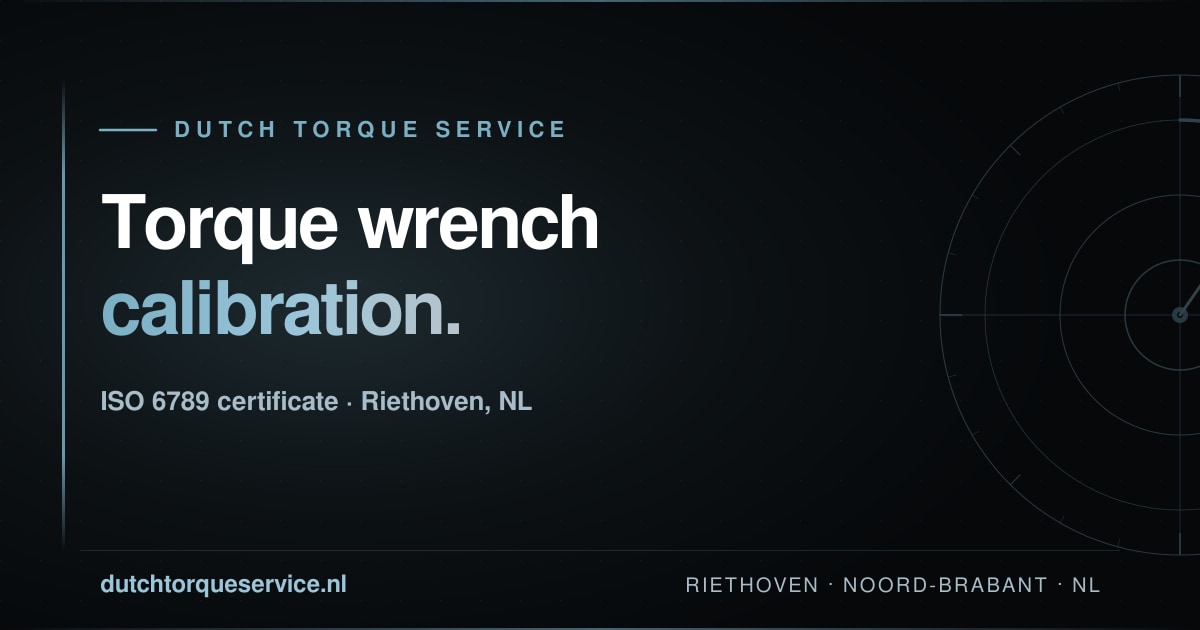 DUTCH TORQUE SERVICE
Torque wrench
calibration.
ISO 6789 certificate · Riethoven, NL
dutchtorqueservice.nl
RIETHOVEN · NOORD-BRABANT · NL